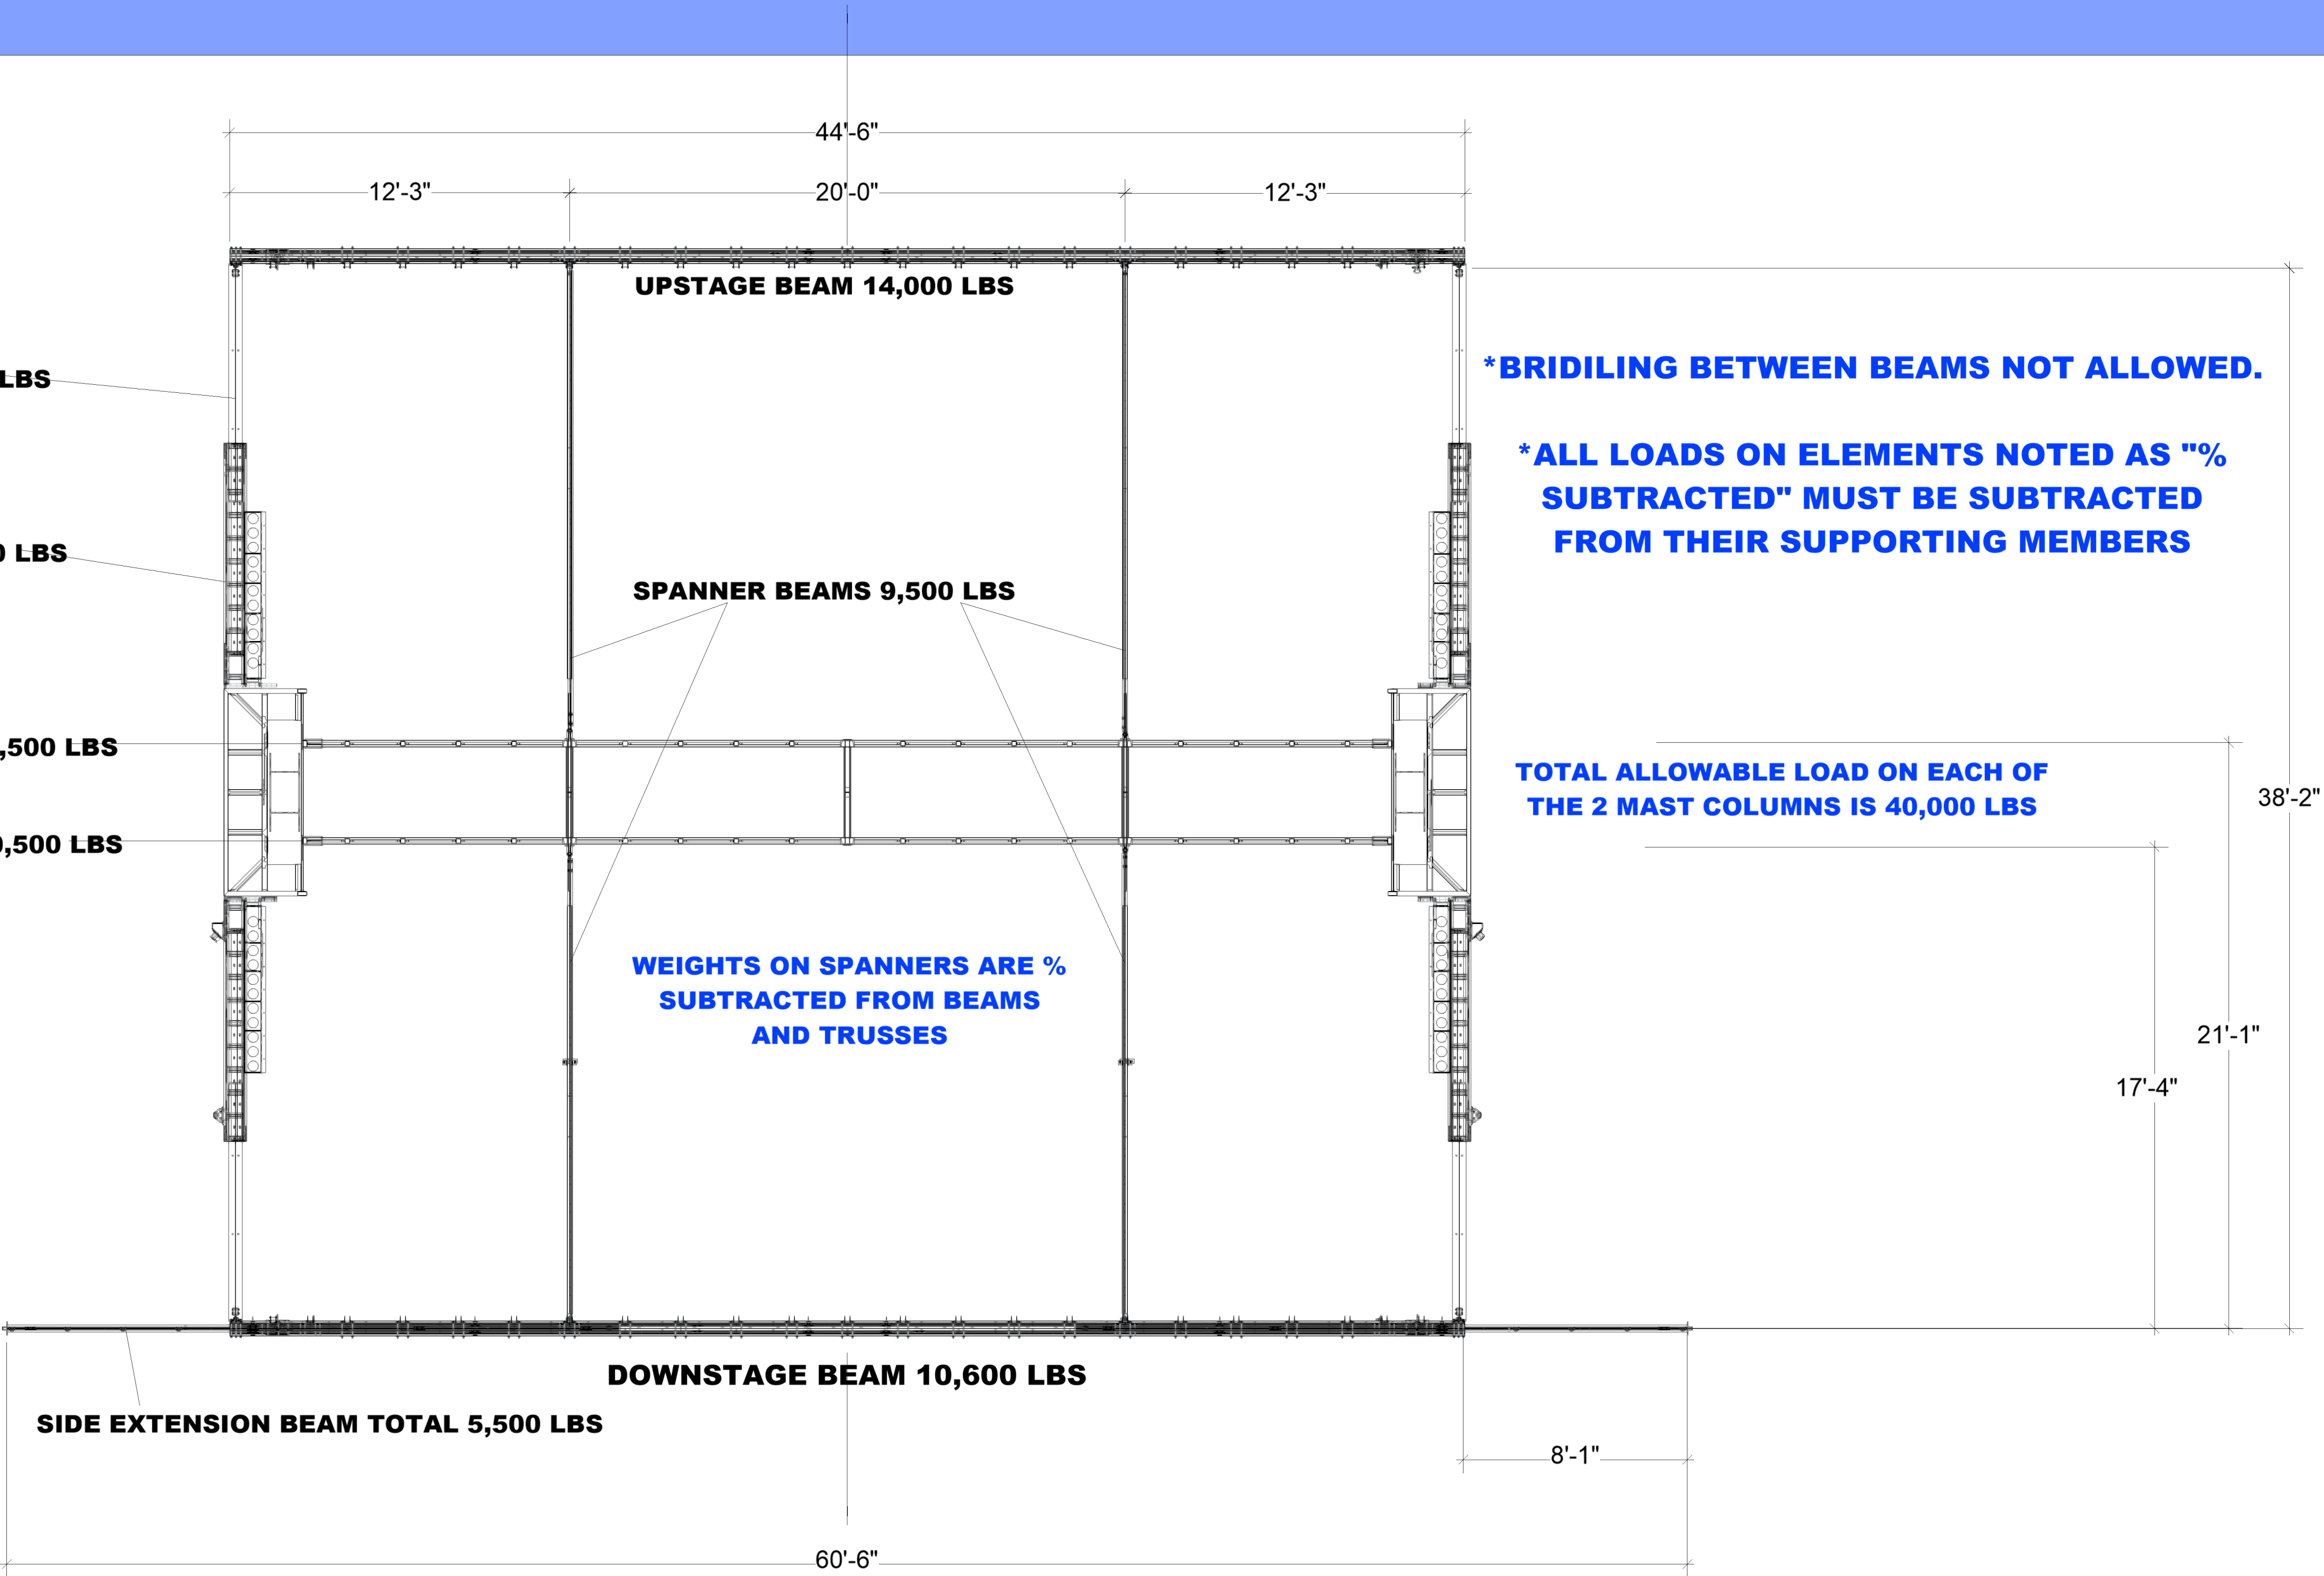 44'-6"
12'-3" 20'-0" 12'-3"
UPSTAGE BEAM 14,000 LBS
LBS
*BRIDILING BETWEEN BEAMS NOT ALLOWED.
*ALL LOADS ON ELEMENTS NOTED AS "%
SUBTRACTED" MUST BE SUBTRACTED
FROM THEIR SUPPORTING MEMBERS
LBS
SPANNER BEAMS 9,500 LBS
,500 LBS
TOTAL ALLOWABLE LOAD ON EACH OF
THE 2 MAST COLUMNS IS 40,000 LBS
38'-2"
,500 LBS
WEIGHTS ON SPANNERS ARE %
SUBTRACTED FROM BEAMS
AND TRUSSES
21'-1"
17'-4"
DOWNSTAGE BEAM 10,600 LBS
SIDE EXTENSION BEAM TOTAL 5,500 LBS
8'-1"
60'-6"